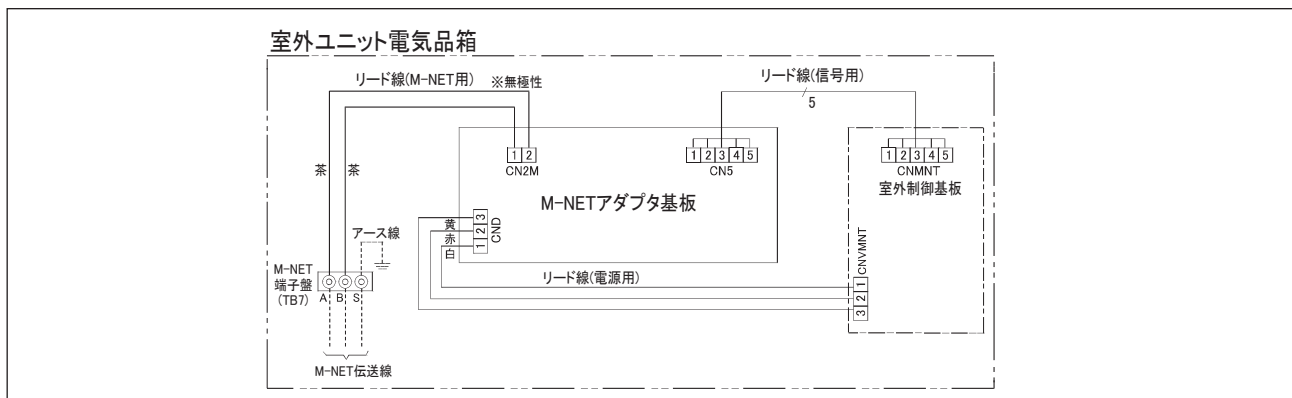 室外ユニット電気品箱
リード線(M-NET用) ※無極性
リード線(信号用)
5
1 2
CN2M
1 2 3 4 5
CN5
1 2 3 4 5
CNMNT
室外制御基板
茶 茶
M-NETアダプタ基板
黄
赤
白
3
2
1
CND
アース線
M-NET
端子盤
(TB7)
A B S
リード線(電源用)
CNVMNT
1
2
3
M-NET伝送線